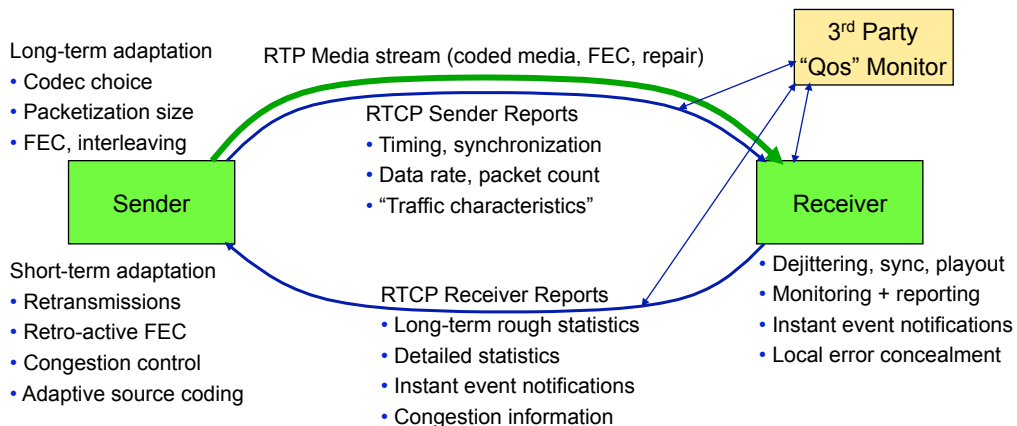 Long-term adaptation
• Codec choice
• Packetization size
• FEC, interleaving
RTP Media stream (coded media, FEC, repair)
3rd Party
“Qos” Monitor
RTCP Sender Reports
• Timing, synchronization
• Data rate, packet count
• “Traffic characteristics”
Sender
Receiver
Short-term adaptation
• Retransmissions
• Retro-active FEC
• Congestion control
• Adaptive source coding
RTCP Receiver Reports
• Long-term rough statistics
• Detailed statistics
• Instant event notifications
• Congestion information
• Dejittering, sync, playout
• Monitoring + reporting
• Instant event notifications
• Local error concealment